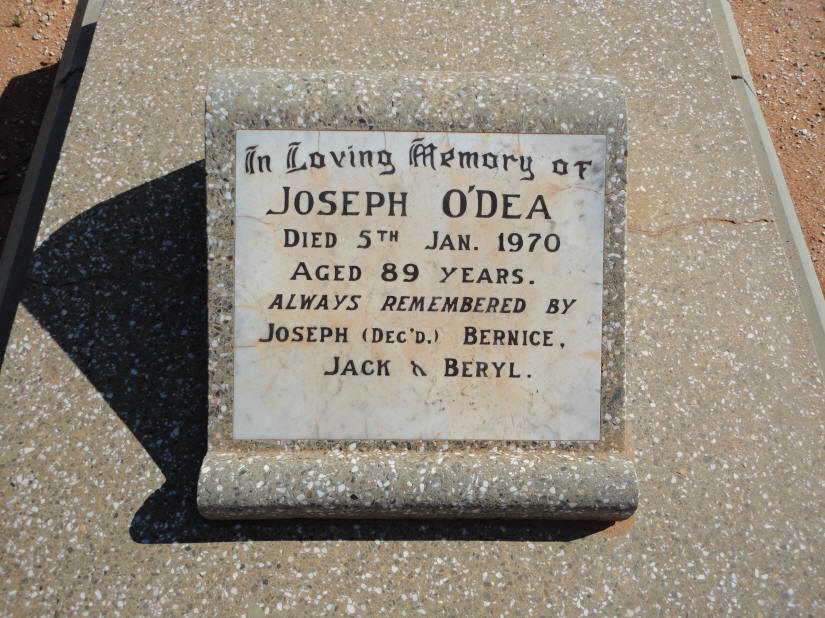 In Loving Memory of
JOSEPH O'DEA
DIED 5TH JAN. 1970
AGED 89 YEARS.
ALWAYS REMEMBERED BY
JOSEPH (DEC'D.) BERNICE,
JACK & BERYL.